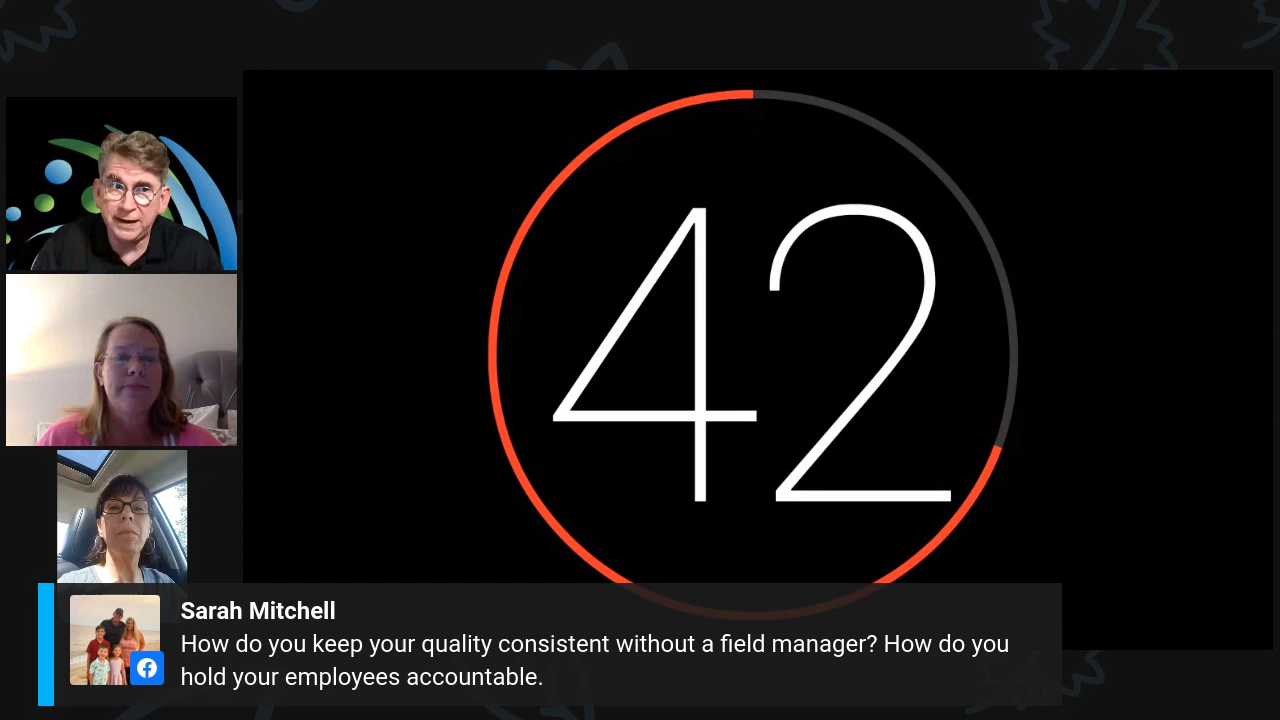 42
Sarah Mitchell
How do you keep your quality consistent without a field manager? How do you
hold your employees accountable.